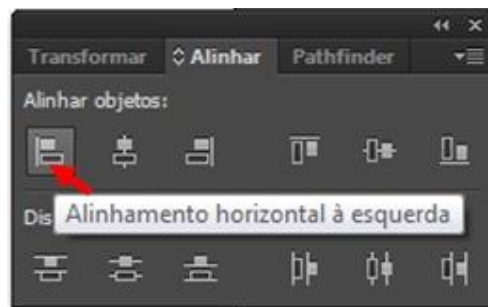 Transformar Alinhar Pathfinder
Alinhar objetos:
Dis
Alinhamento horizontal à esquerda